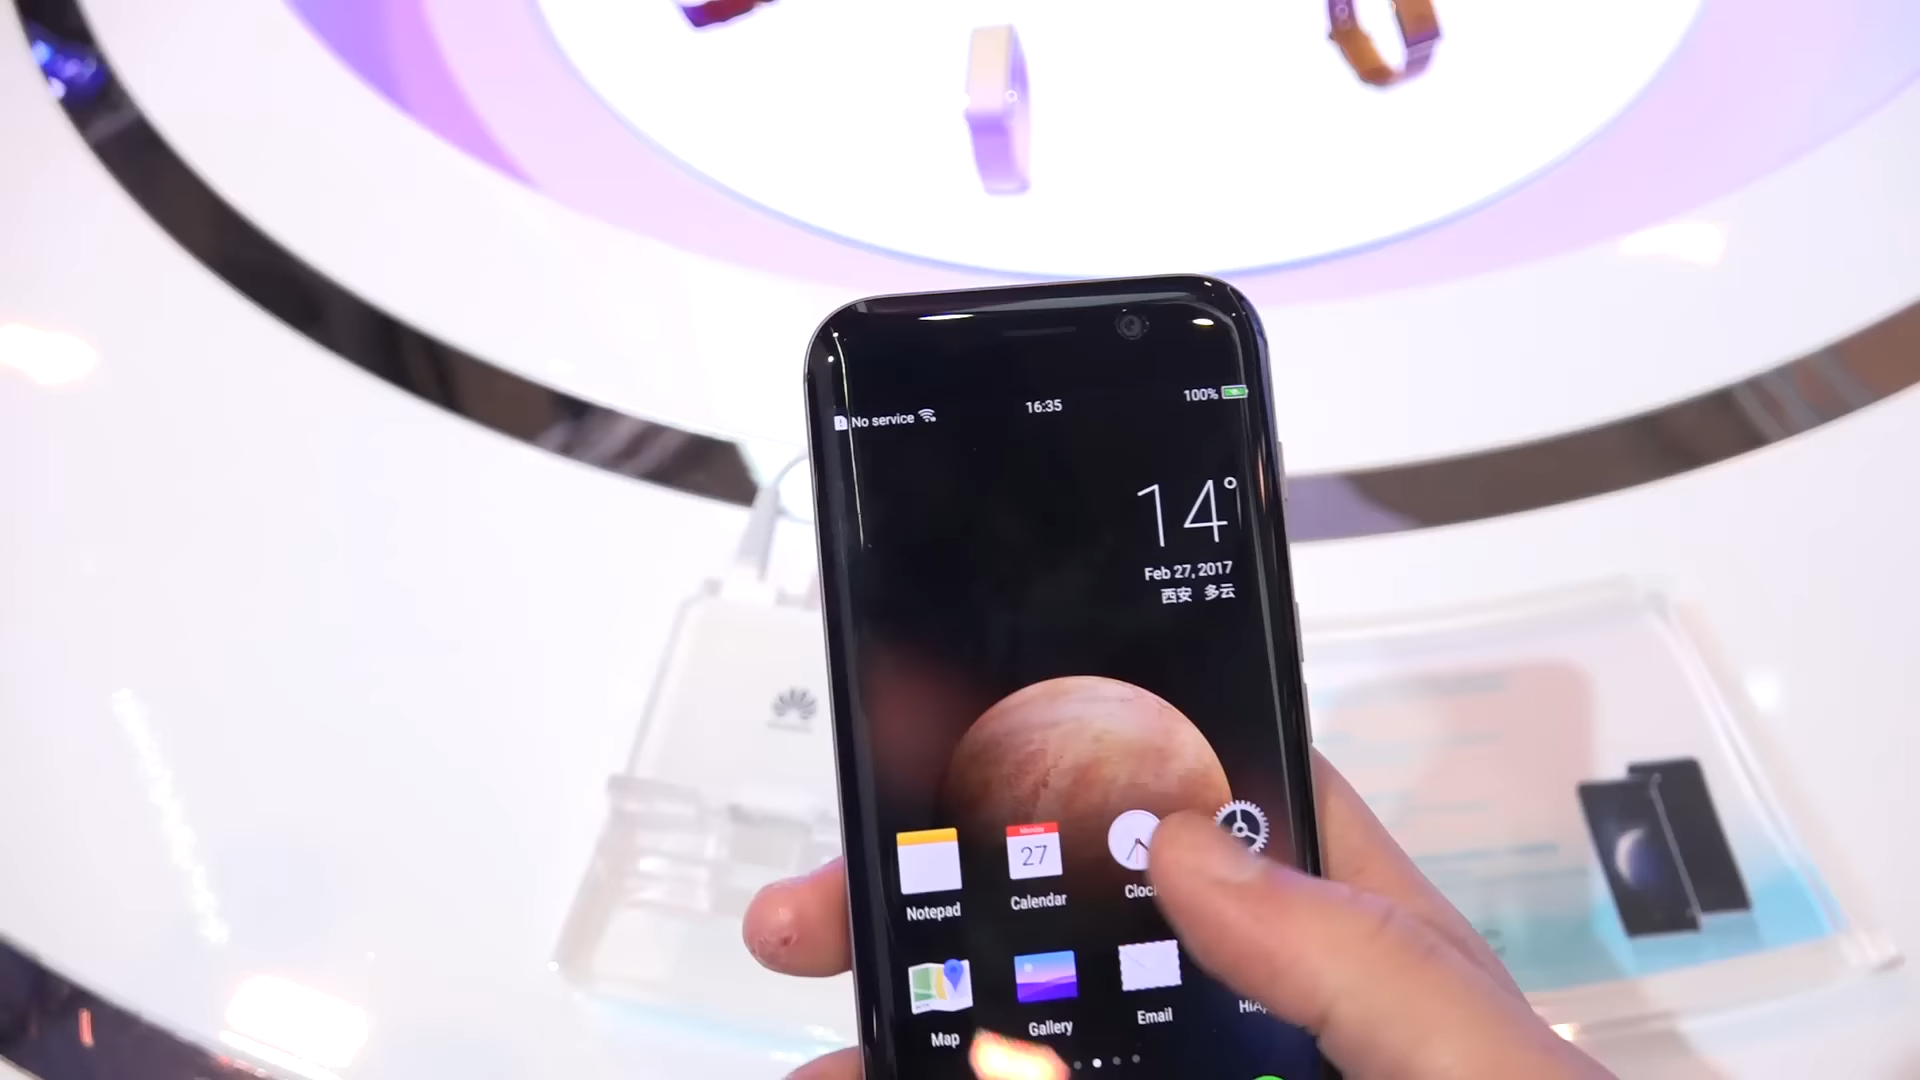 No service
16:35
100%
14°
Feb 27, 2017
西安 多云
Monday
27
Notepad
Calendar
Map
Gallery
Email